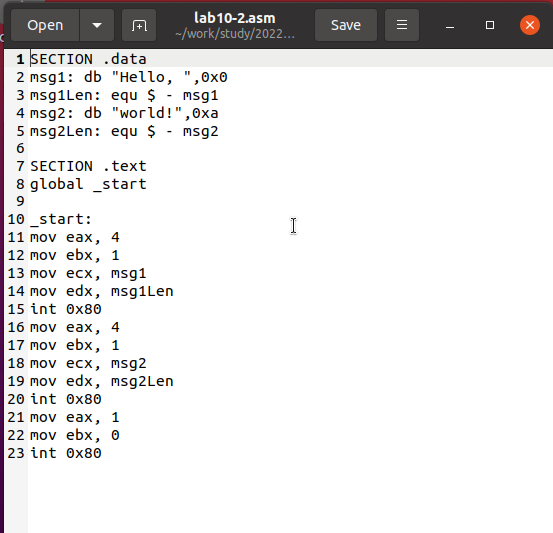 Open
lab10-2.asm
~/work/study/2022...
Save
1 SECTION .data
2 msg1: db "Hello, ",0x0
3 msg1Len: equ $ - msg1
4 msg2: db "world!",0xa
5 msg2Len: equ $ - msg2
6
7 SECTION .text
8 global _start
9
10 _start:
11 mov eax, 4
12 mov ebx, 1
13 mov ecx, msg1
14 mov edx, msg1Len
15 int 0x80
16 mov eax, 4
17 mov ebx, 1
18 mov ecx, msg2
19 mov edx, msg2Len
20 int 0x80
21 mov eax, 1
22 mov ebx, 0
23 int 0x80